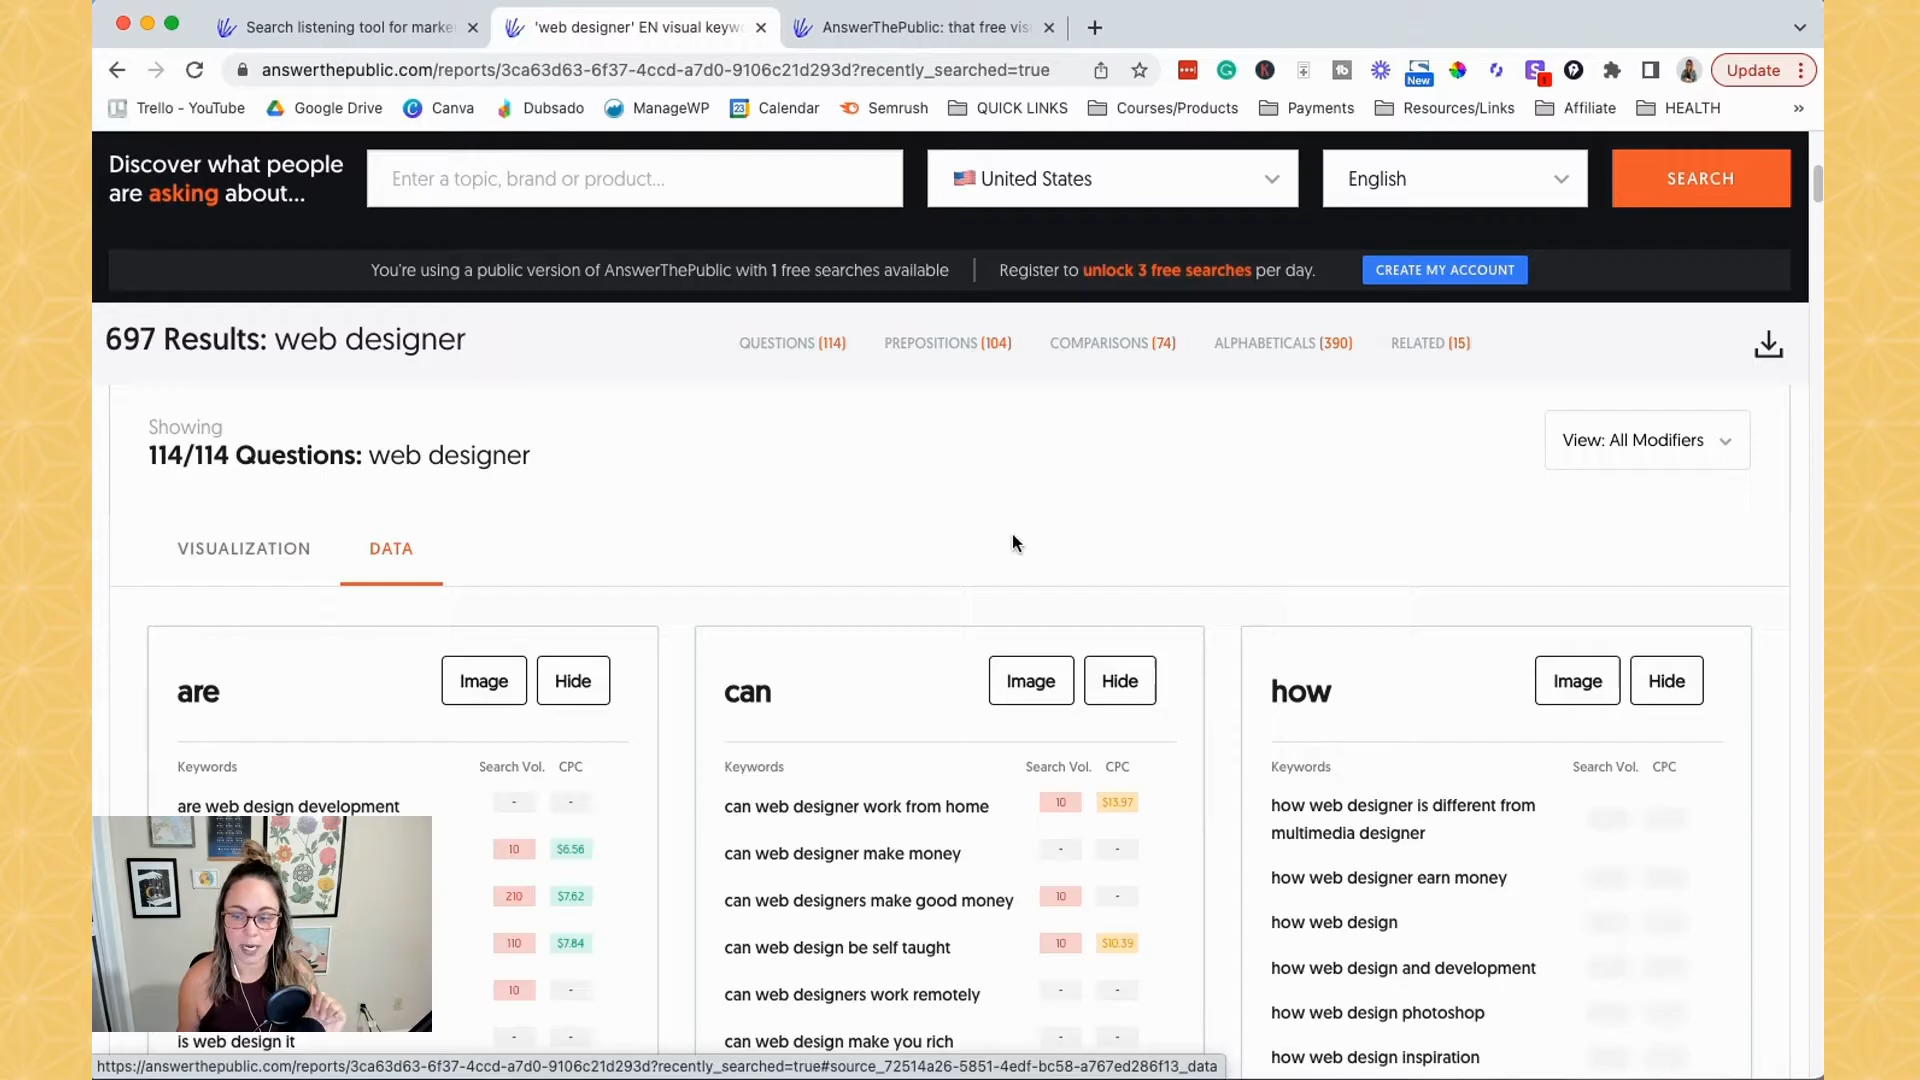 Search listening tool for marke
'web designer' EN visual keyw
AnswerThePublic: that free vis
answerthepublic.com/reports/3ca63d63-6f37-4ccd-a7d0-9106c21d293d?recently_searched=true
New
Update
Trello - YouTube
Google Drive
Canva
Dubsado
ManageWP
Calendar
Semrush
QUICK LINKS
Courses/Products
Payments
Resources/Links
Affiliate
HEALTH
Discover what people
are asking about...
Enter a topic, brand or product...
United States
English
SEARCH
You're using a public version of AnswerThePublic with 1 free searches available
Register to unlock 3 free searches per day.
CREATE MY ACCOUNT
697 Results: web designer
QUESTIONS (114)
PREPOSITIONS (104)
COMPARISONS (74)
ALPHABETICALS (390)
RELATED (15)
Showing
114/114 Questions: web designer
View: All Modifiers
VISUALIZATION
DATA
are
Image
Hide
Keywords
Search Vol.
CPC
are web design development
- -
10 $6.56
210 $7.62
110 $7.84
10 -
is web design it
- -
can
Image
Hide
Keywords
Search Vol.
CPC
can web designer work from home
10 $13.97
can web designer make money
- -
can web designers make good money
10 -
can web design be self taught
10 $10.39
can web designers work remotely
- -
can web design make you rich
- -
how
Image
Hide
Keywords
Search Vol.
CPC
how web designer is different from
multimedia designer
how web designer earn money
how web design
how web design and development
how web design photoshop
how web design inspiration
https://answerthepublic.com/reports/3ca63d63-6f37-4ccd-a7d0-9106c21d293d?recently_searched=true#source_72514a26-5851-4edf-bc58-a767ed286f13_data